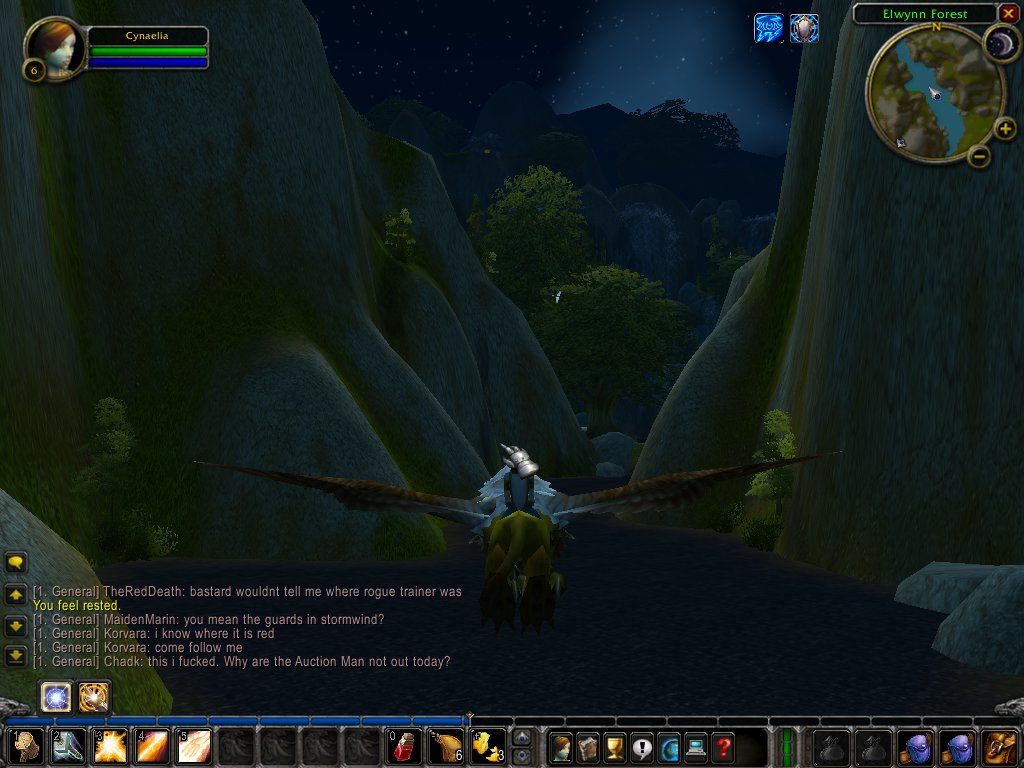 Elwynn Forest
Cynaelia
N
6
[1. General] TheRedDeath: bastard wouldnt tell me where rogue trainer was
You feel rested.
[1. General] MaidenMarin: you mean the guards in stormwind?
[1. General] Korvara: i know where it is red
[1. General] Korvara: come follow me
[1. General] Chadk: this i fucked. Why are the Auction Man not out today?
1 2 3 4 5 0
6 3